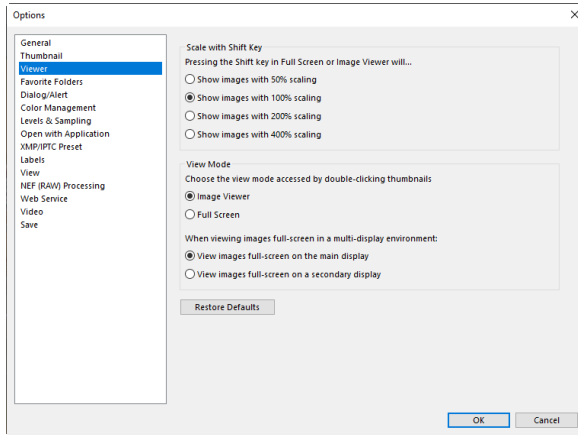 Options
General
Thumbnail
Viewer
Favorite Folders
Dialog/Alert
Color Management
Levels & Sampling
Open with Application
XMP/IPTC Preset
Labels
View
NEF (RAW) Processing
Web Service
Video
Save
Scale with Shift Key
Pressing the Shift key in Full Screen or Image Viewer will...
Show images with 50% scaling
Show images with 100% scaling
Show images with 200% scaling
Show images with 400% scaling
View Mode
Choose the view mode accessed by double-clicking thumbnails
Image Viewer
Full Screen
When viewing images full-screen in a multi-display environment:
View images full-screen on the main display
View images full-screen on a secondary display
Restore Defaults
OK
Cancel